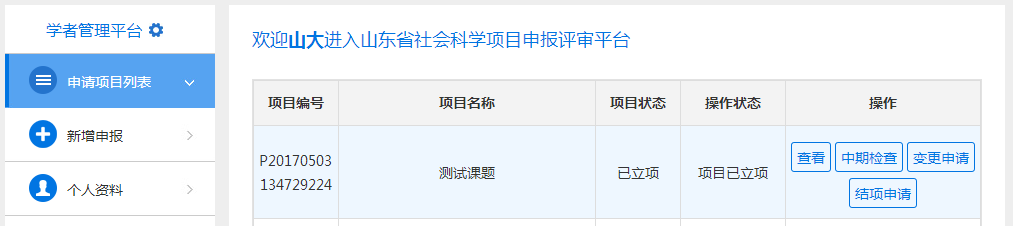 学者管理平台
申请项目列表
新增申报
个人资料
欢迎山大进入山东省社会科学项目申报评审平台
项目编号 项目名称 项目状态 操作状态 操作
P20170503
134729224
测试课题
已立项
项目已立项
查看 中期检查 变更申请
结项申请